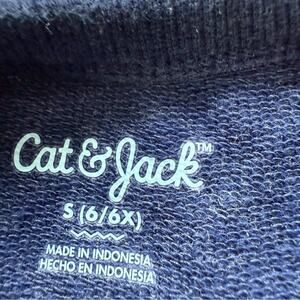 Cat & Jack™
S (6/6X)
MADE IN INDONESIA
HECHO EN INDONESIA